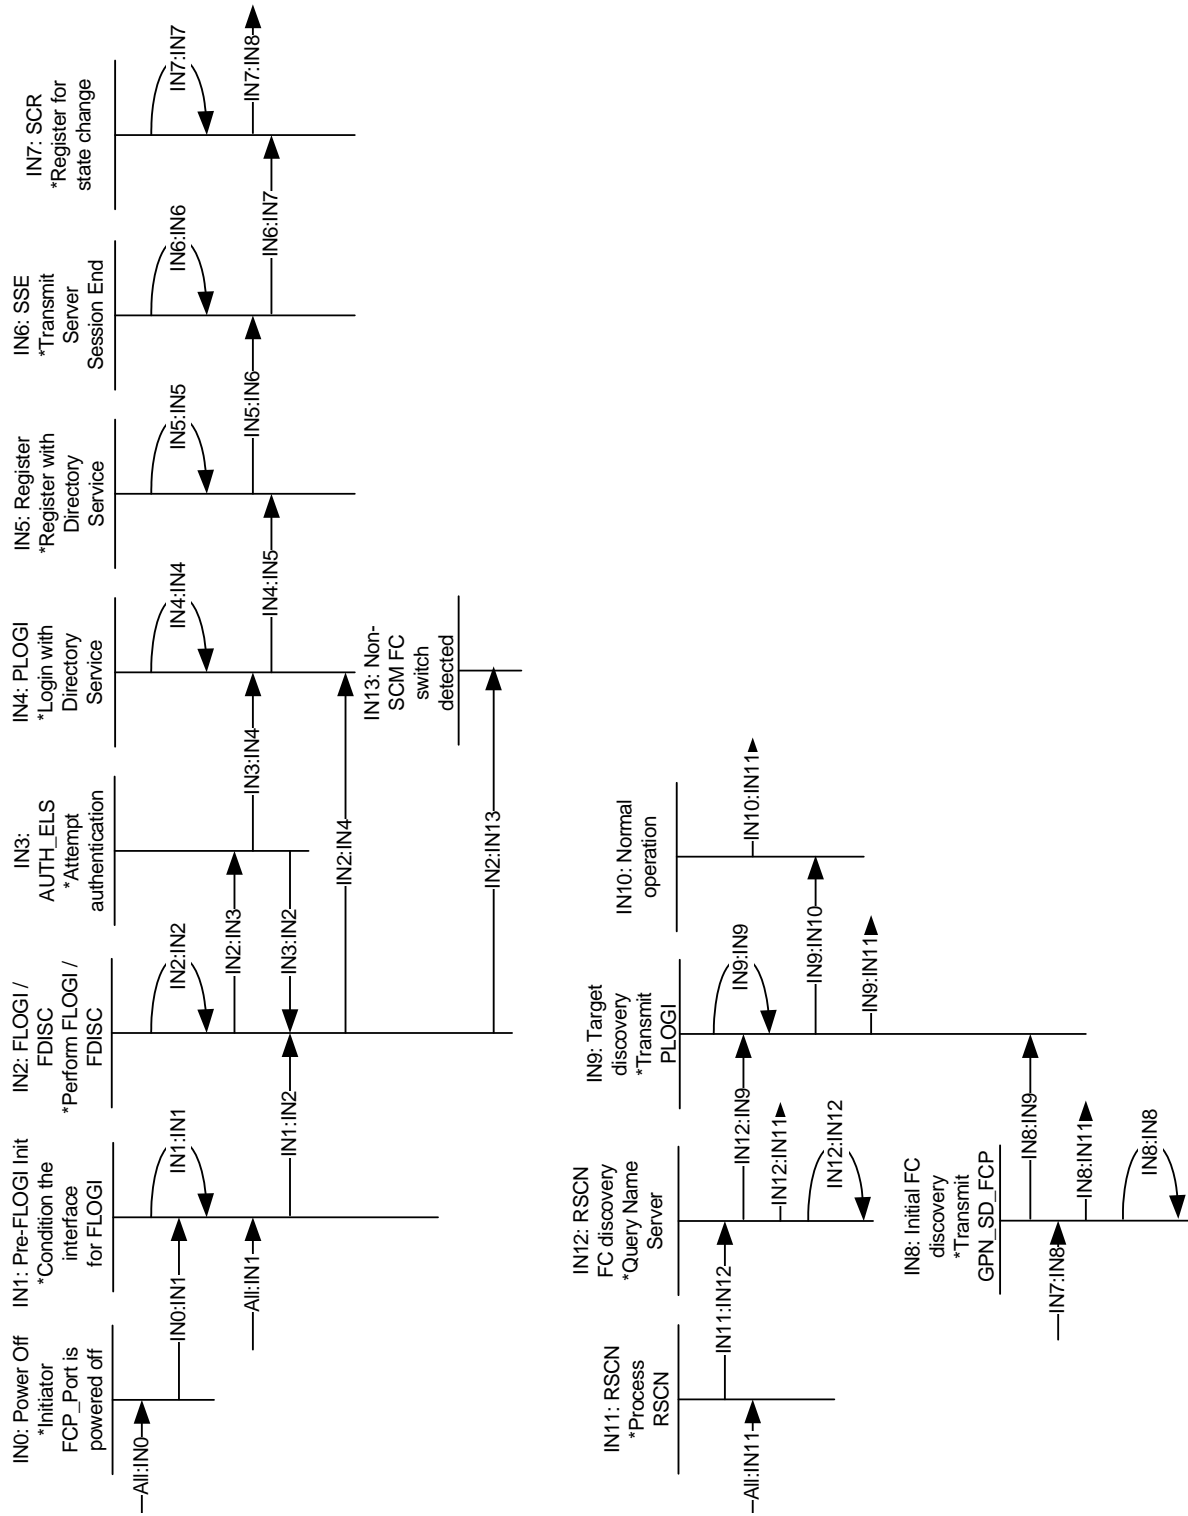 IN0: Power Off
*Initiator
FCP_Port is
powered off
IN1: Pre-FLOGI Init
*Condition the
interface
for FLOGI
IN2: FLOGI /
FDISC
*Perform FLOGI /
FDISC
IN3:
AUTH_ELS
*Attempt
authentication
IN4: PLOGI
*Login with
Directory
Service
IN5: Register
*Register with
Directory
Service
IN6: SSE
*Transmit
Server
Session End
IN7: SCR
*Register for
state change
All:IN0
IN0:IN1
IN1:IN1
All:IN1
IN1:IN2
IN2:IN2
IN2:IN3
IN3:IN2
IN3:IN4
IN2:IN4
IN4:IN4
IN4:IN5
IN5:IN5
IN5:IN6
IN6:IN6
IN6:IN7
IN7:IN7
IN7:IN8
IN13: Non-
SCM FC
switch
detected
IN2:IN13
IN11: RSCN
*Process
RSCN
IN12: RSCN
FC discovery
*Query Name
Server
IN9: Target
discovery
*Transmit
PLOGI
IN10: Normal
operation
All:IN11
IN11:IN12
IN12:IN9
IN12:IN11
IN12:IN12
IN9:IN9
IN9:IN10
IN9:IN11
IN10:IN11
IN8: Initial FC
discovery
*Transmit
GPN_SD_FCP
IN7:IN8
IN8:IN9
IN8:IN11
IN8:IN8